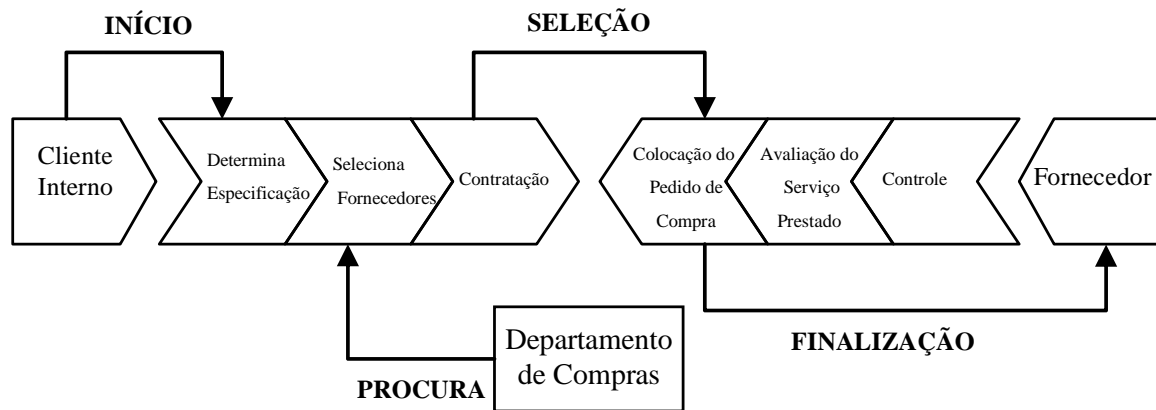 INÍCIO
SELEÇÃO
Cliente
Interno
Determina
Especificação
Seleciona
Fornecedores
Contratação
Colocação do
Pedido de
Compra
Avaliação do
Serviço
Prestado
Controle
Fornecedor
Departamento
de Compras
PROCURA
FINALIZAÇÃO